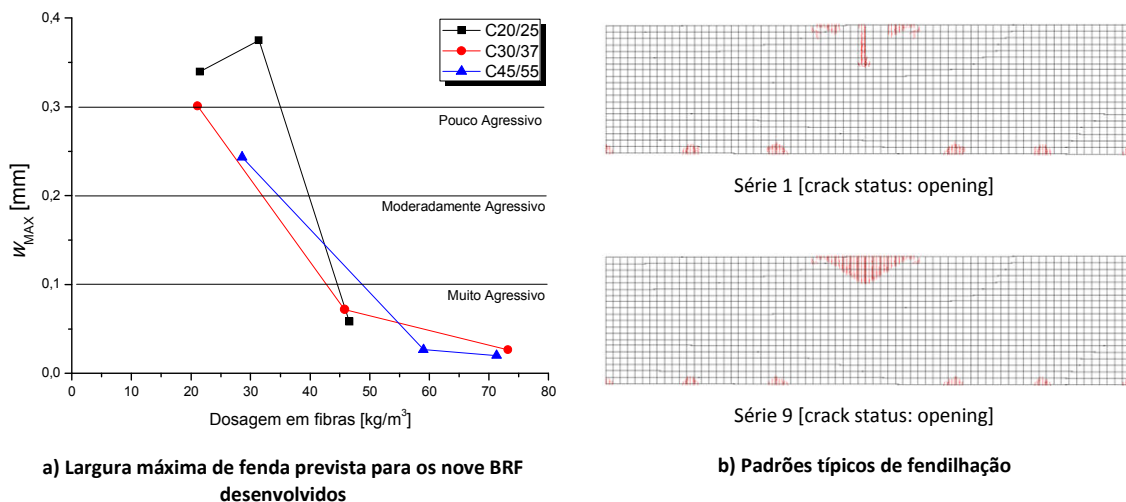 0,4
0,3
0,2
0,1
0,0
w_MAX [mm]
C20/25
C30/37
C45/55
Pouco Agressivo
Moderadamente Agressivo
Muito Agressivo
0 10 20 30 40 50 60 70 80
Dosagem em fibras [kg/m³]
a) Largura máxima de fenda prevista para os nove BRF
desenvolvidos
Série 1 [crack status: opening]
Série 9 [crack status: opening]
b) Padrões típicos de fendilhação